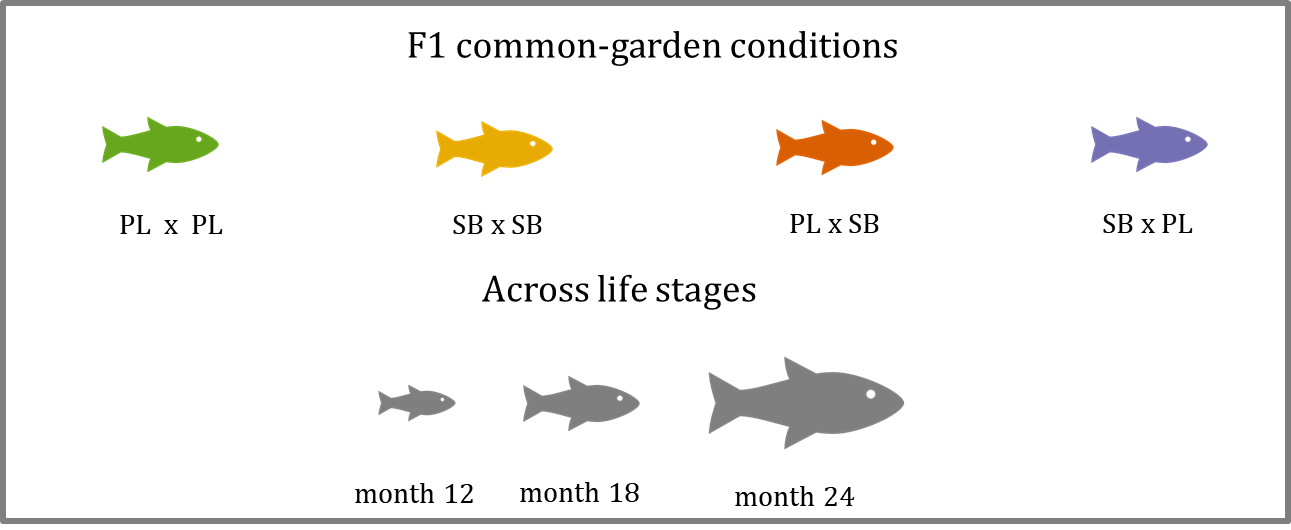 F1 common-garden conditions
PL x PL
SB x SB
PL x SB
SB x PL
Across life stages
month 12
month 18
month 24